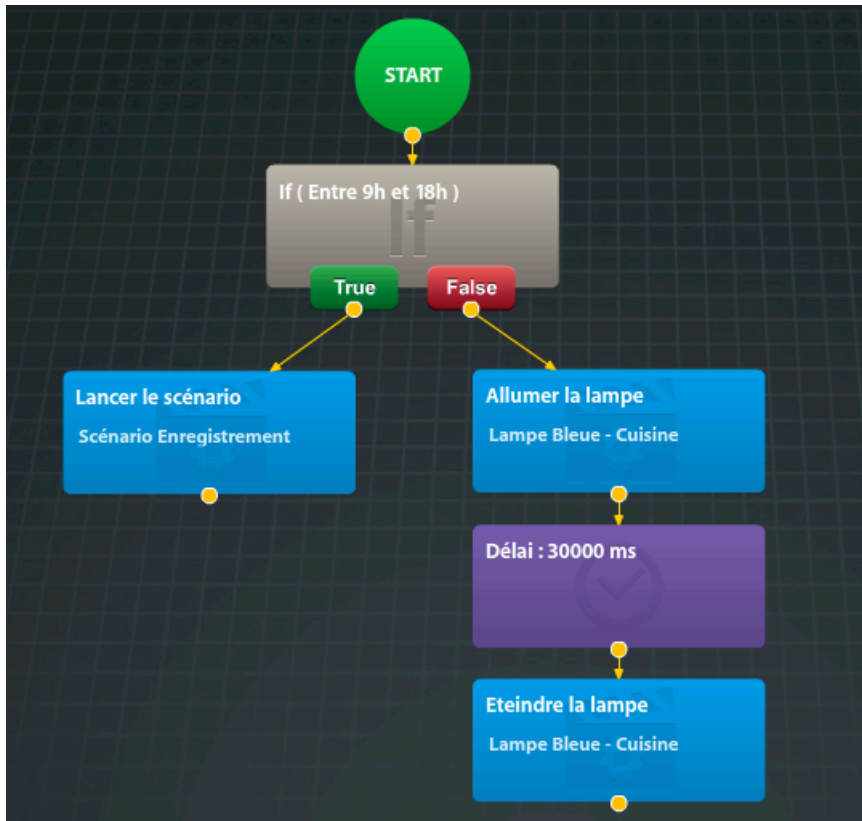 START
If ( Entre 9h et 18h )
If
True
False
Lancer le scénario
Scénario Enregistrement
Allumer la lampe
Lampe Bleue - Cuisine
Délai : 30000 ms
Eteindre la lampe
Lampe Bleue - Cuisine